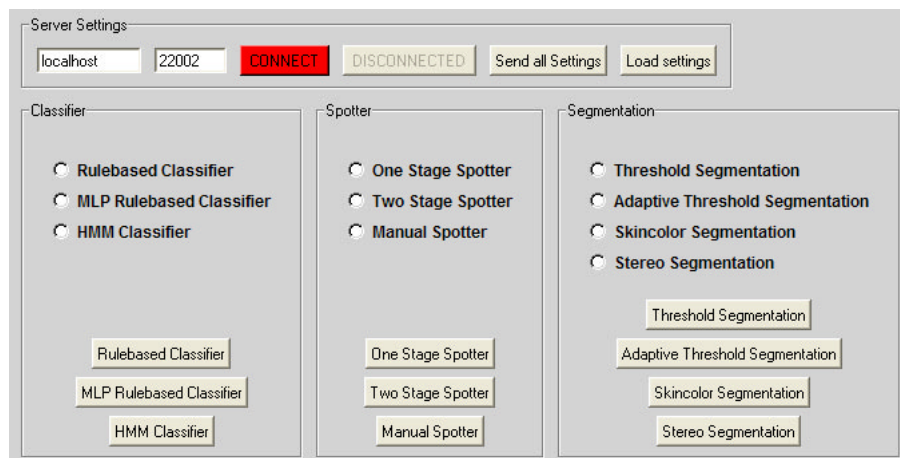 Server Settings
localhost 22002 CONNECT DISCONNECTED Send all Settings Load settings
Classifier
Rulebased Classifier
MLP Rulebased Classifier
HMM Classifier
Rulebased Classifier
MLP Rulebased Classifier
HMM Classifier
Spotter
One Stage Spotter
Two Stage Spotter
Manual Spotter
One Stage Spotter
Two Stage Spotter
Manual Spotter
Segmentation
Threshold Segmentation
Adaptive Threshold Segmentation
Skincolor Segmentation
Stereo Segmentation
Threshold Segmentation
Adaptive Threshold Segmentation
Skincolor Segmentation
Stereo Segmentation